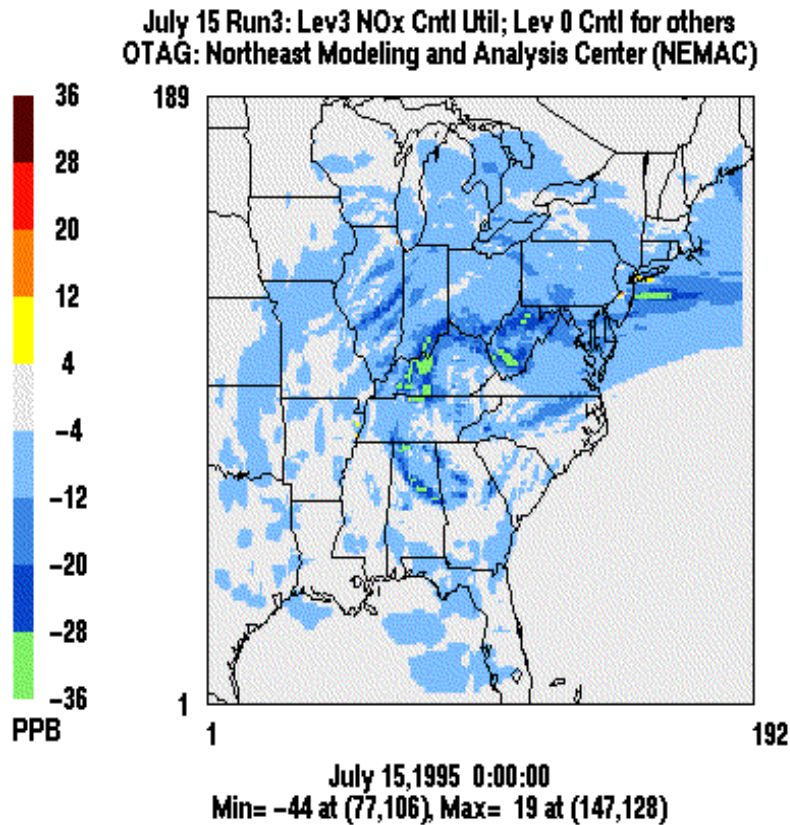 July 15 Run3: Lev3 NOx Cntl Util; Lev 0 Cntl for others
OTAG: Northeast Modeling and Analysis Center (NEMAC)
36
28
20
12
4
−4
−12
−20
−28
−36
PPB
189
1
1
192
July 15,1995 0:00:00
Min= −44 at (77,106), Max= 19 at (147,128)